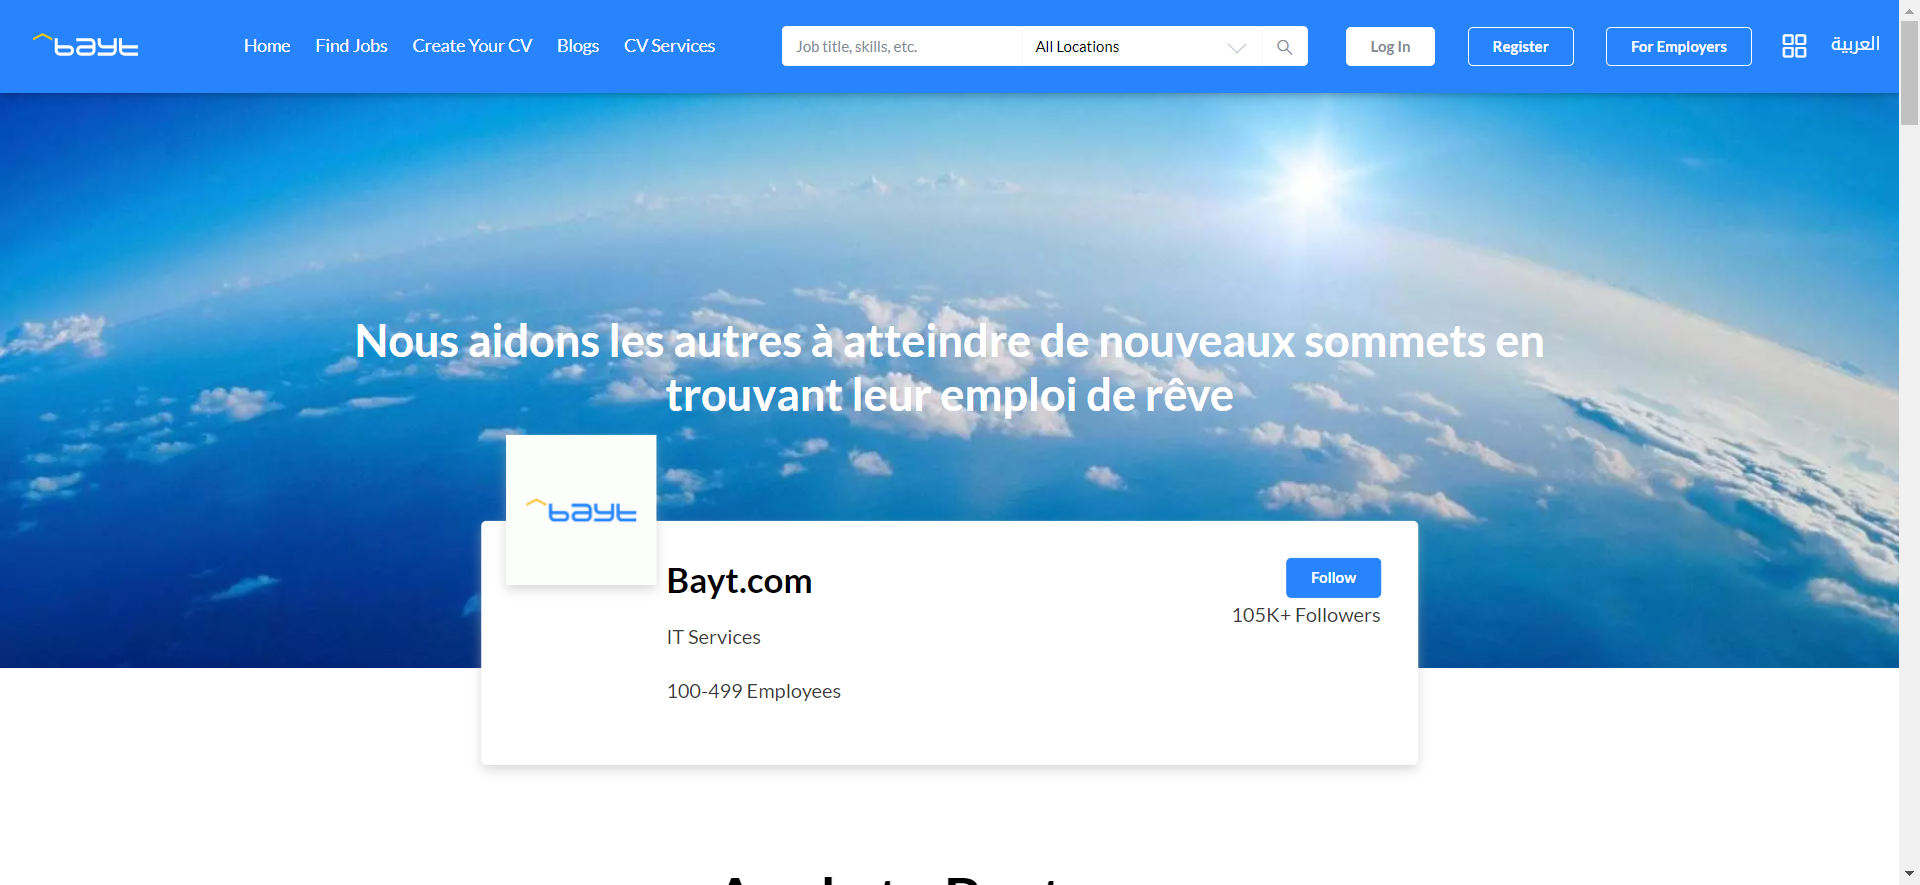 bayt
Home
Find Jobs
Create Your CV
Blogs
CV Services
Job title, skills, etc.
All Locations
Log In
Register
For Employers
العربية
Nous aidons les autres à atteindre de nouveaux sommets en
trouvant leur emploi de rêve
bayt
Bayt.com
Follow
105K+ Followers
IT Services
100-499 Employees